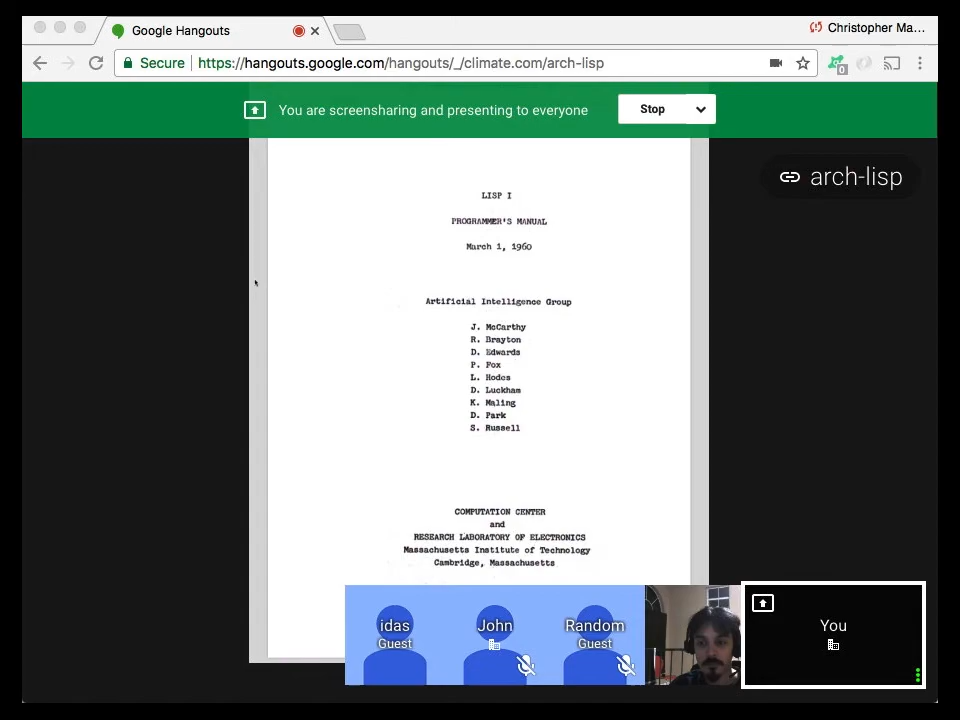 Google Hangouts
Christopher Ma...
Secure
https://hangouts.google.com/hangouts/_/climate.com/arch-lisp
0
You are screensharing and presenting to everyone
Stop
arch-lisp
LISP I
PROGRAMMER'S MANUAL
March 1, 1960
Artificial Intelligence Group
J. McCarthy
R. Brayton
D. Edwards
P. Fox
L. Hodes
D. Luckham
K. Maling
D. Park
S. Russell
COMPUTATION CENTER
and
RESEARCH LABORATORY OF ELECTRONICS
Massachusetts Institute of Technology
Cambridge, Massachusetts
idas
Guest
John
Random
Guest
You